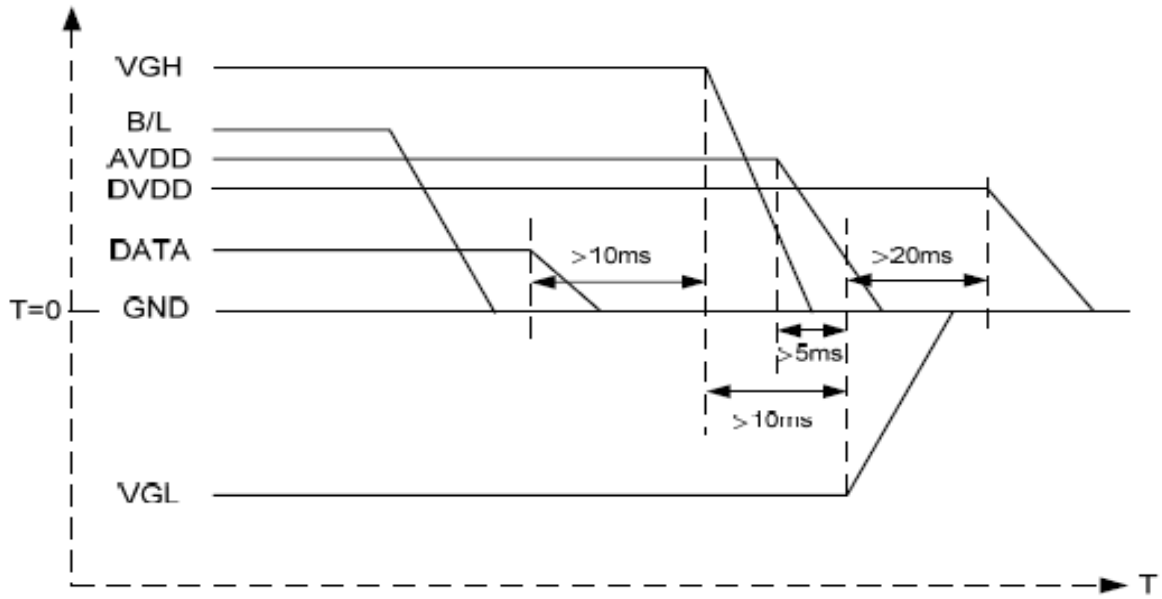 VGH
B/L
AVDD
DVDD
DATA
>10ms
>20ms
T=0
GND
>5ms
>10ms
VGL
T